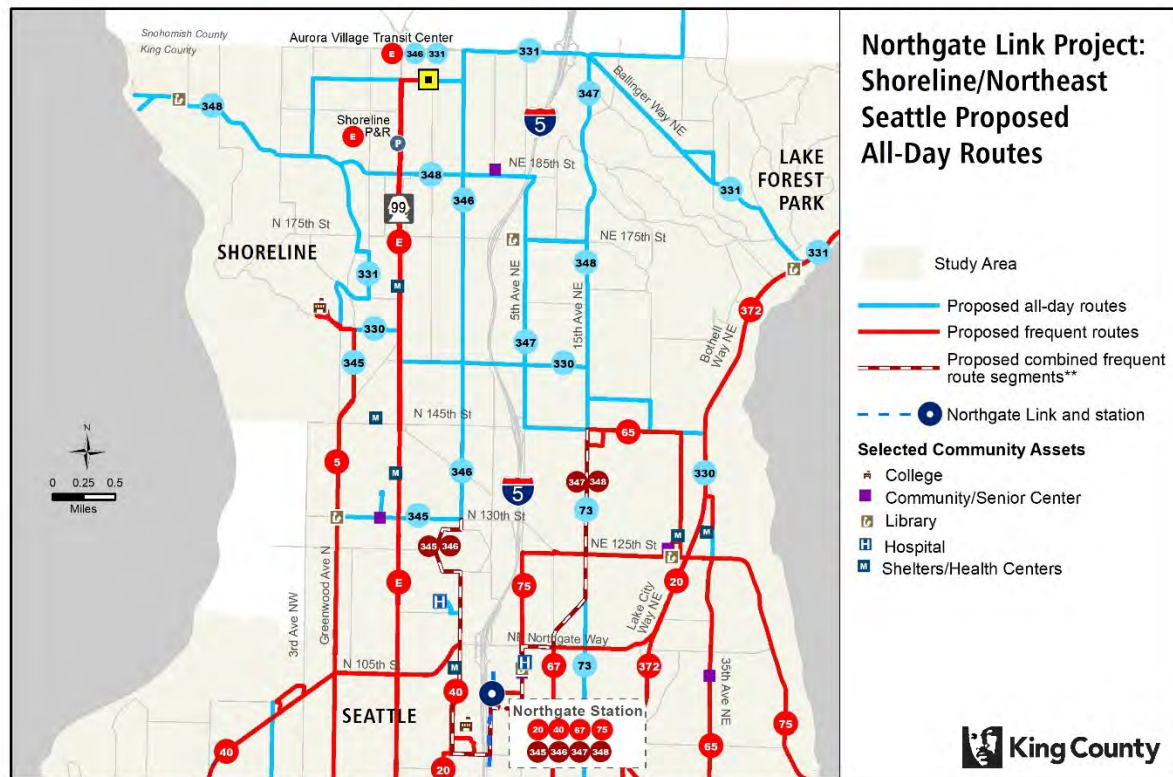 Northgate Link Project:
Shoreline/Northeast
Seattle Proposed
All-Day Routes
Snohomish County
King County
Aurora Village Transit Center
E
346
331
331
347
348
Ballinger Way NE
5
Shoreline
P&R
E
P
NE 185th St
348
346
LAKE
FOREST
PARK
331
99
N 175th St
SHORELINE
E
NE 175th St
331
348
331
M
5th Ave NE
15th Ave NE
372
Bothell
Way NE
330
345
347
330
M
N 145th St
65
5
M
346
5
347
348
330
345
N 130th St
73
345
346
NE 125th St
M
M
E
75
20
3rd Ave NW
Greenwood Ave N
H
Lake City
Way NE
NE Northgate Way
H
N 105th St
M
67
73
372
35th Ave NE
40
SEATTLE
Northgate Station
20
40
67
75
345
346
347
348
40
20
65
75
N
0
0.25
0.5
Miles
Study Area
Proposed all-day routes
Proposed frequent routes
Proposed combined frequent
route segments**
Northgate Link and station
Selected Community Assets
College
Community/Senior Center
Library
H Hospital
M Shelters/Health Centers
King County